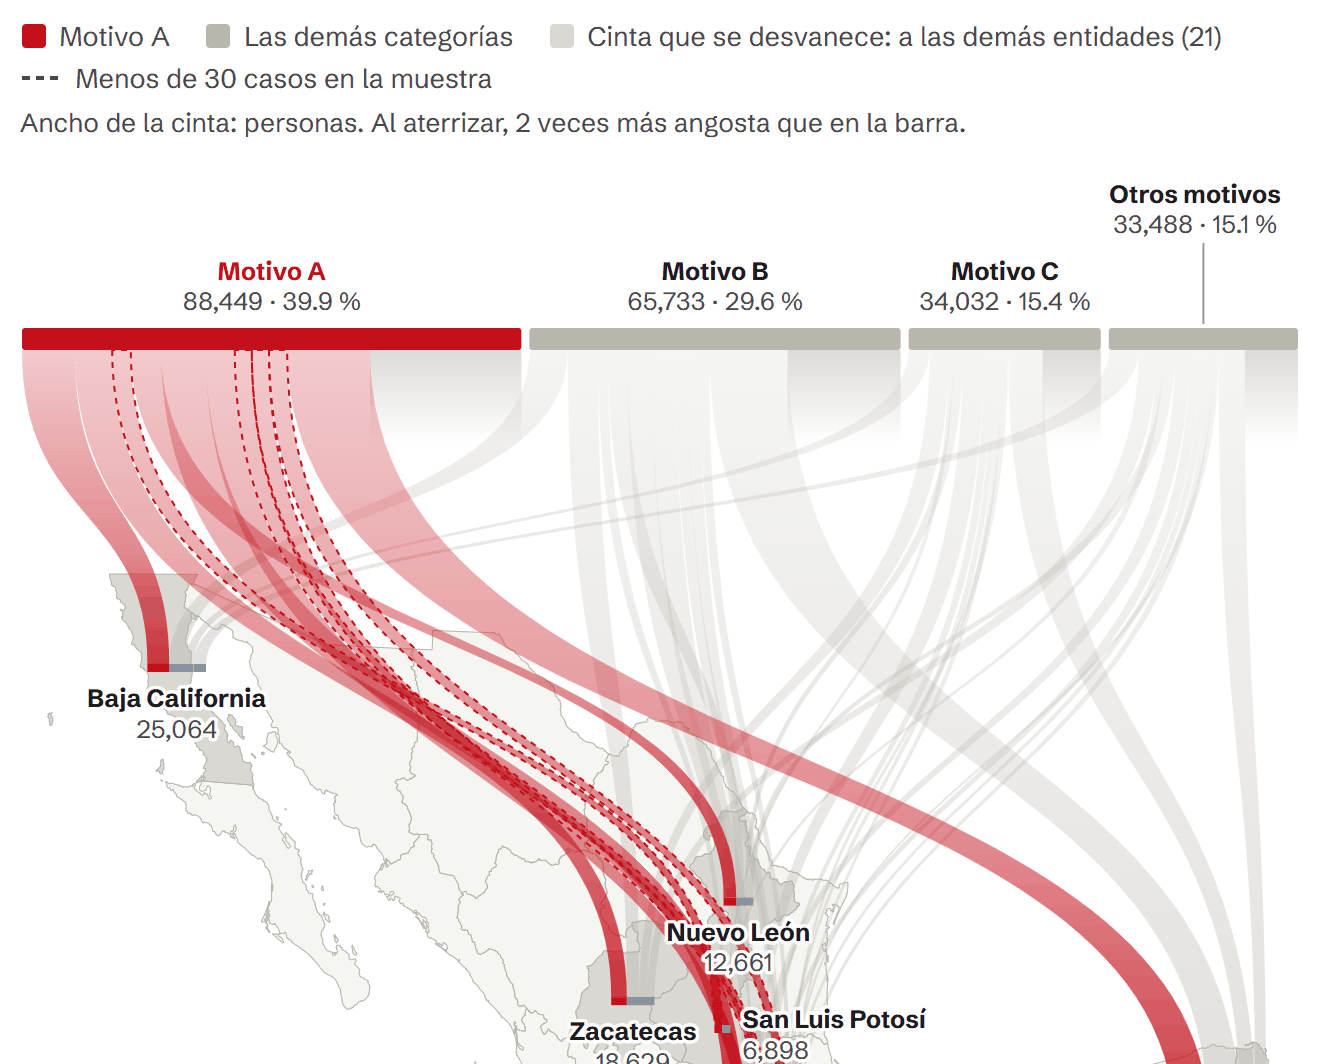 Motivo A
Las demás categorías
Cinta que se desvanece: a las demás entidades (21)
Menos de 30 casos en la muestra
Ancho de la cinta: personas. Al aterrizar, 2 veces más angosta que en la barra.
Otros motivos
33,488 · 15.1 %
Motivo A
88,449 · 39.9 %
Motivo B
65,733 · 29.6 %
Motivo C
34,032 · 15.4 %
Baja California
25,064
Nuevo León
12,661
San Luis Potosí
6,898
Zacatecas
18,629